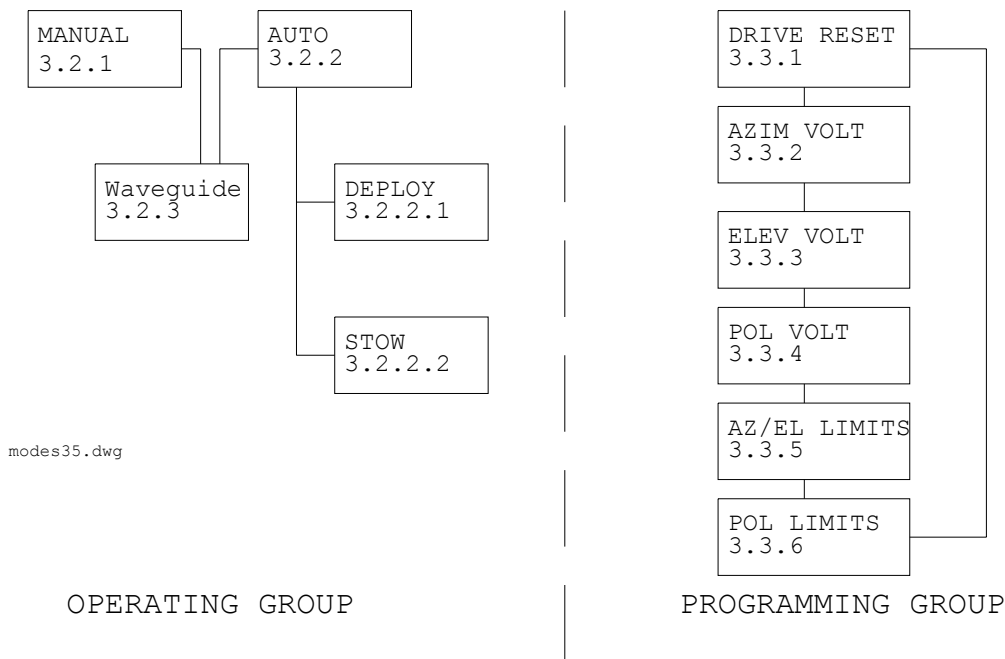 MANUAL
3.2.1
AUTO
3.2.2
Waveguide
3.2.3
DEPLOY
3.2.2.1
STOW
3.2.2.2
modes35.dwg
OPERATING GROUP
DRIVE RESET
3.3.1
AZIM VOLT
3.3.2
ELEV VOLT
3.3.3
POL VOLT
3.3.4
AZ/EL LIMITS
3.3.5
POL LIMITS
3.3.6
PROGRAMMING GROUP